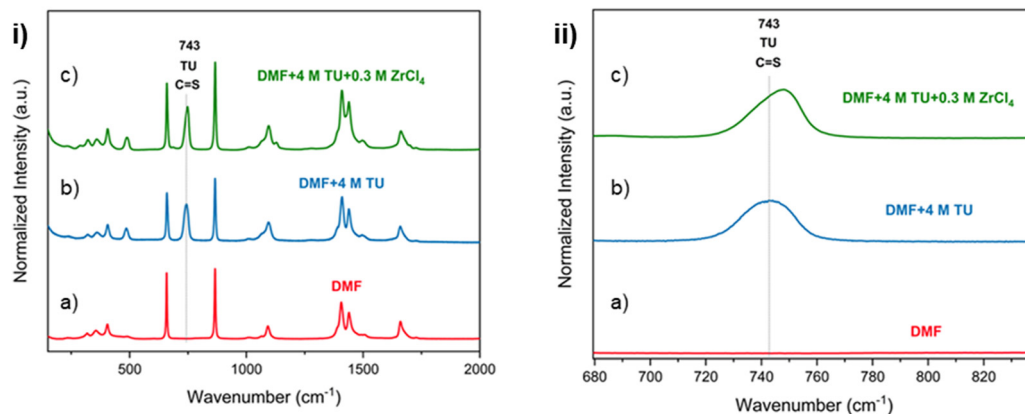 i)
743
TU
C=S
c)
DMF+4 M TU+0.3 M ZrCl₄
b)
DMF+4 M TU
a)
DMF
Normalized Intensity (a.u.)
500
1000
1500
2000
Wavenumber (cm⁻¹)
ii)
743
TU
C=S
c)
DMF+4 M TU+0.3 M ZrCl₄
b)
DMF+4 M TU
a)
DMF
Normalized Intensity (a.u.)
680
700
720
740
760
780
800
820
Wavenumber (cm⁻¹)